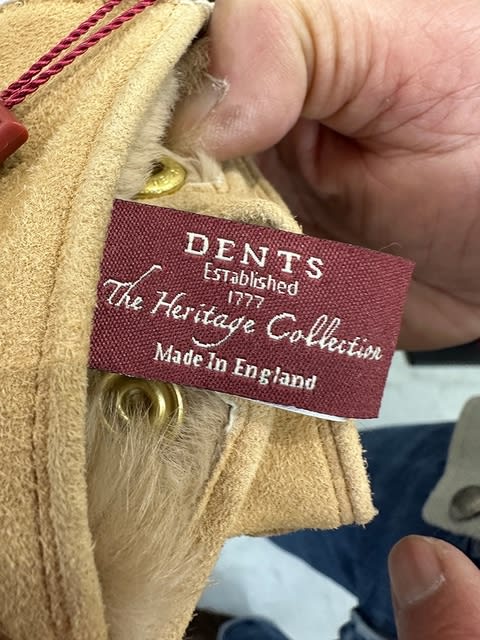 DENTS
Established
1777
The Heritage Collection
Made In England